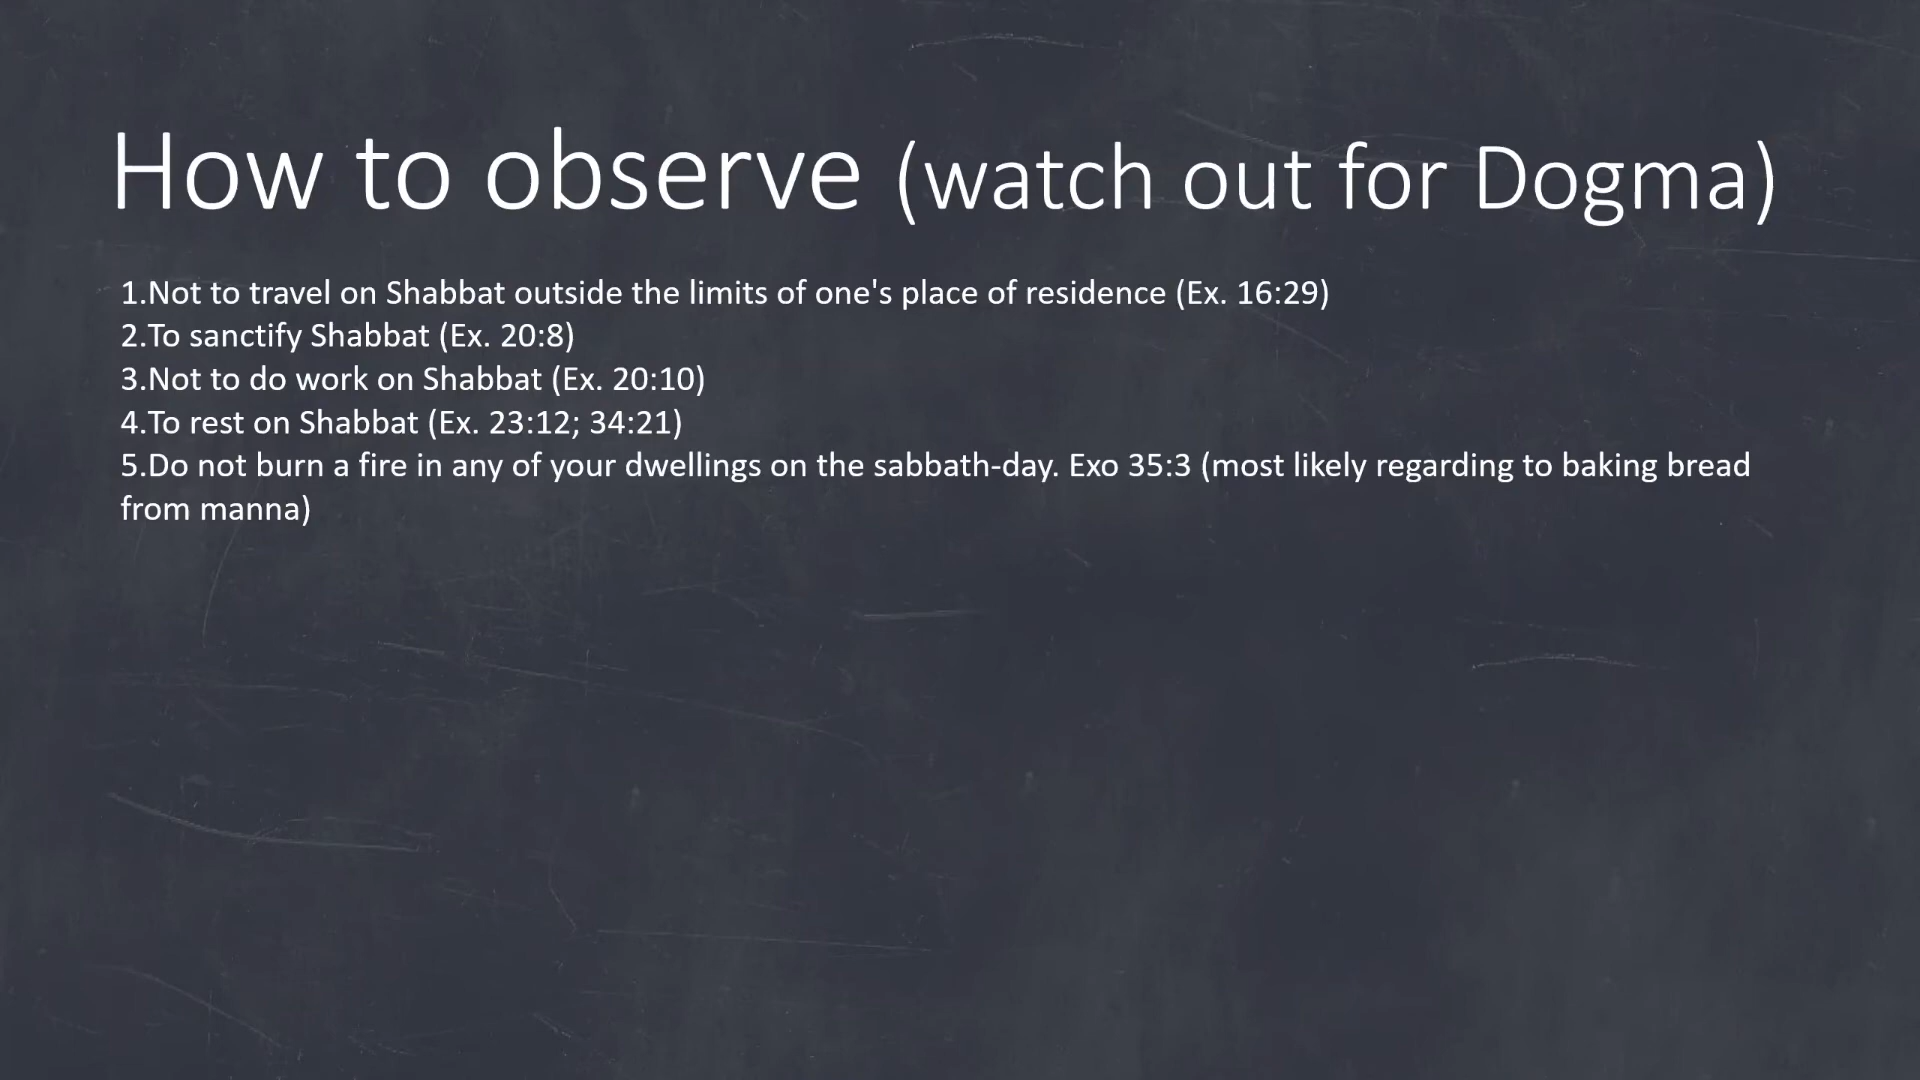 How to observe (watch out for Dogma)
1.Not to travel on Shabbat outside the limits of one's place of residence (Ex. 16:29)
2.To sanctify Shabbat (Ex. 20:8)
3.Not to do work on Shabbat (Ex. 20:10)
4.To rest on Shabbat (Ex. 23:12; 34:21)
5.Do not burn a fire in any of your dwellings on the sabbath-day. Exo 35:3 (most likely regarding to baking bread
from manna)